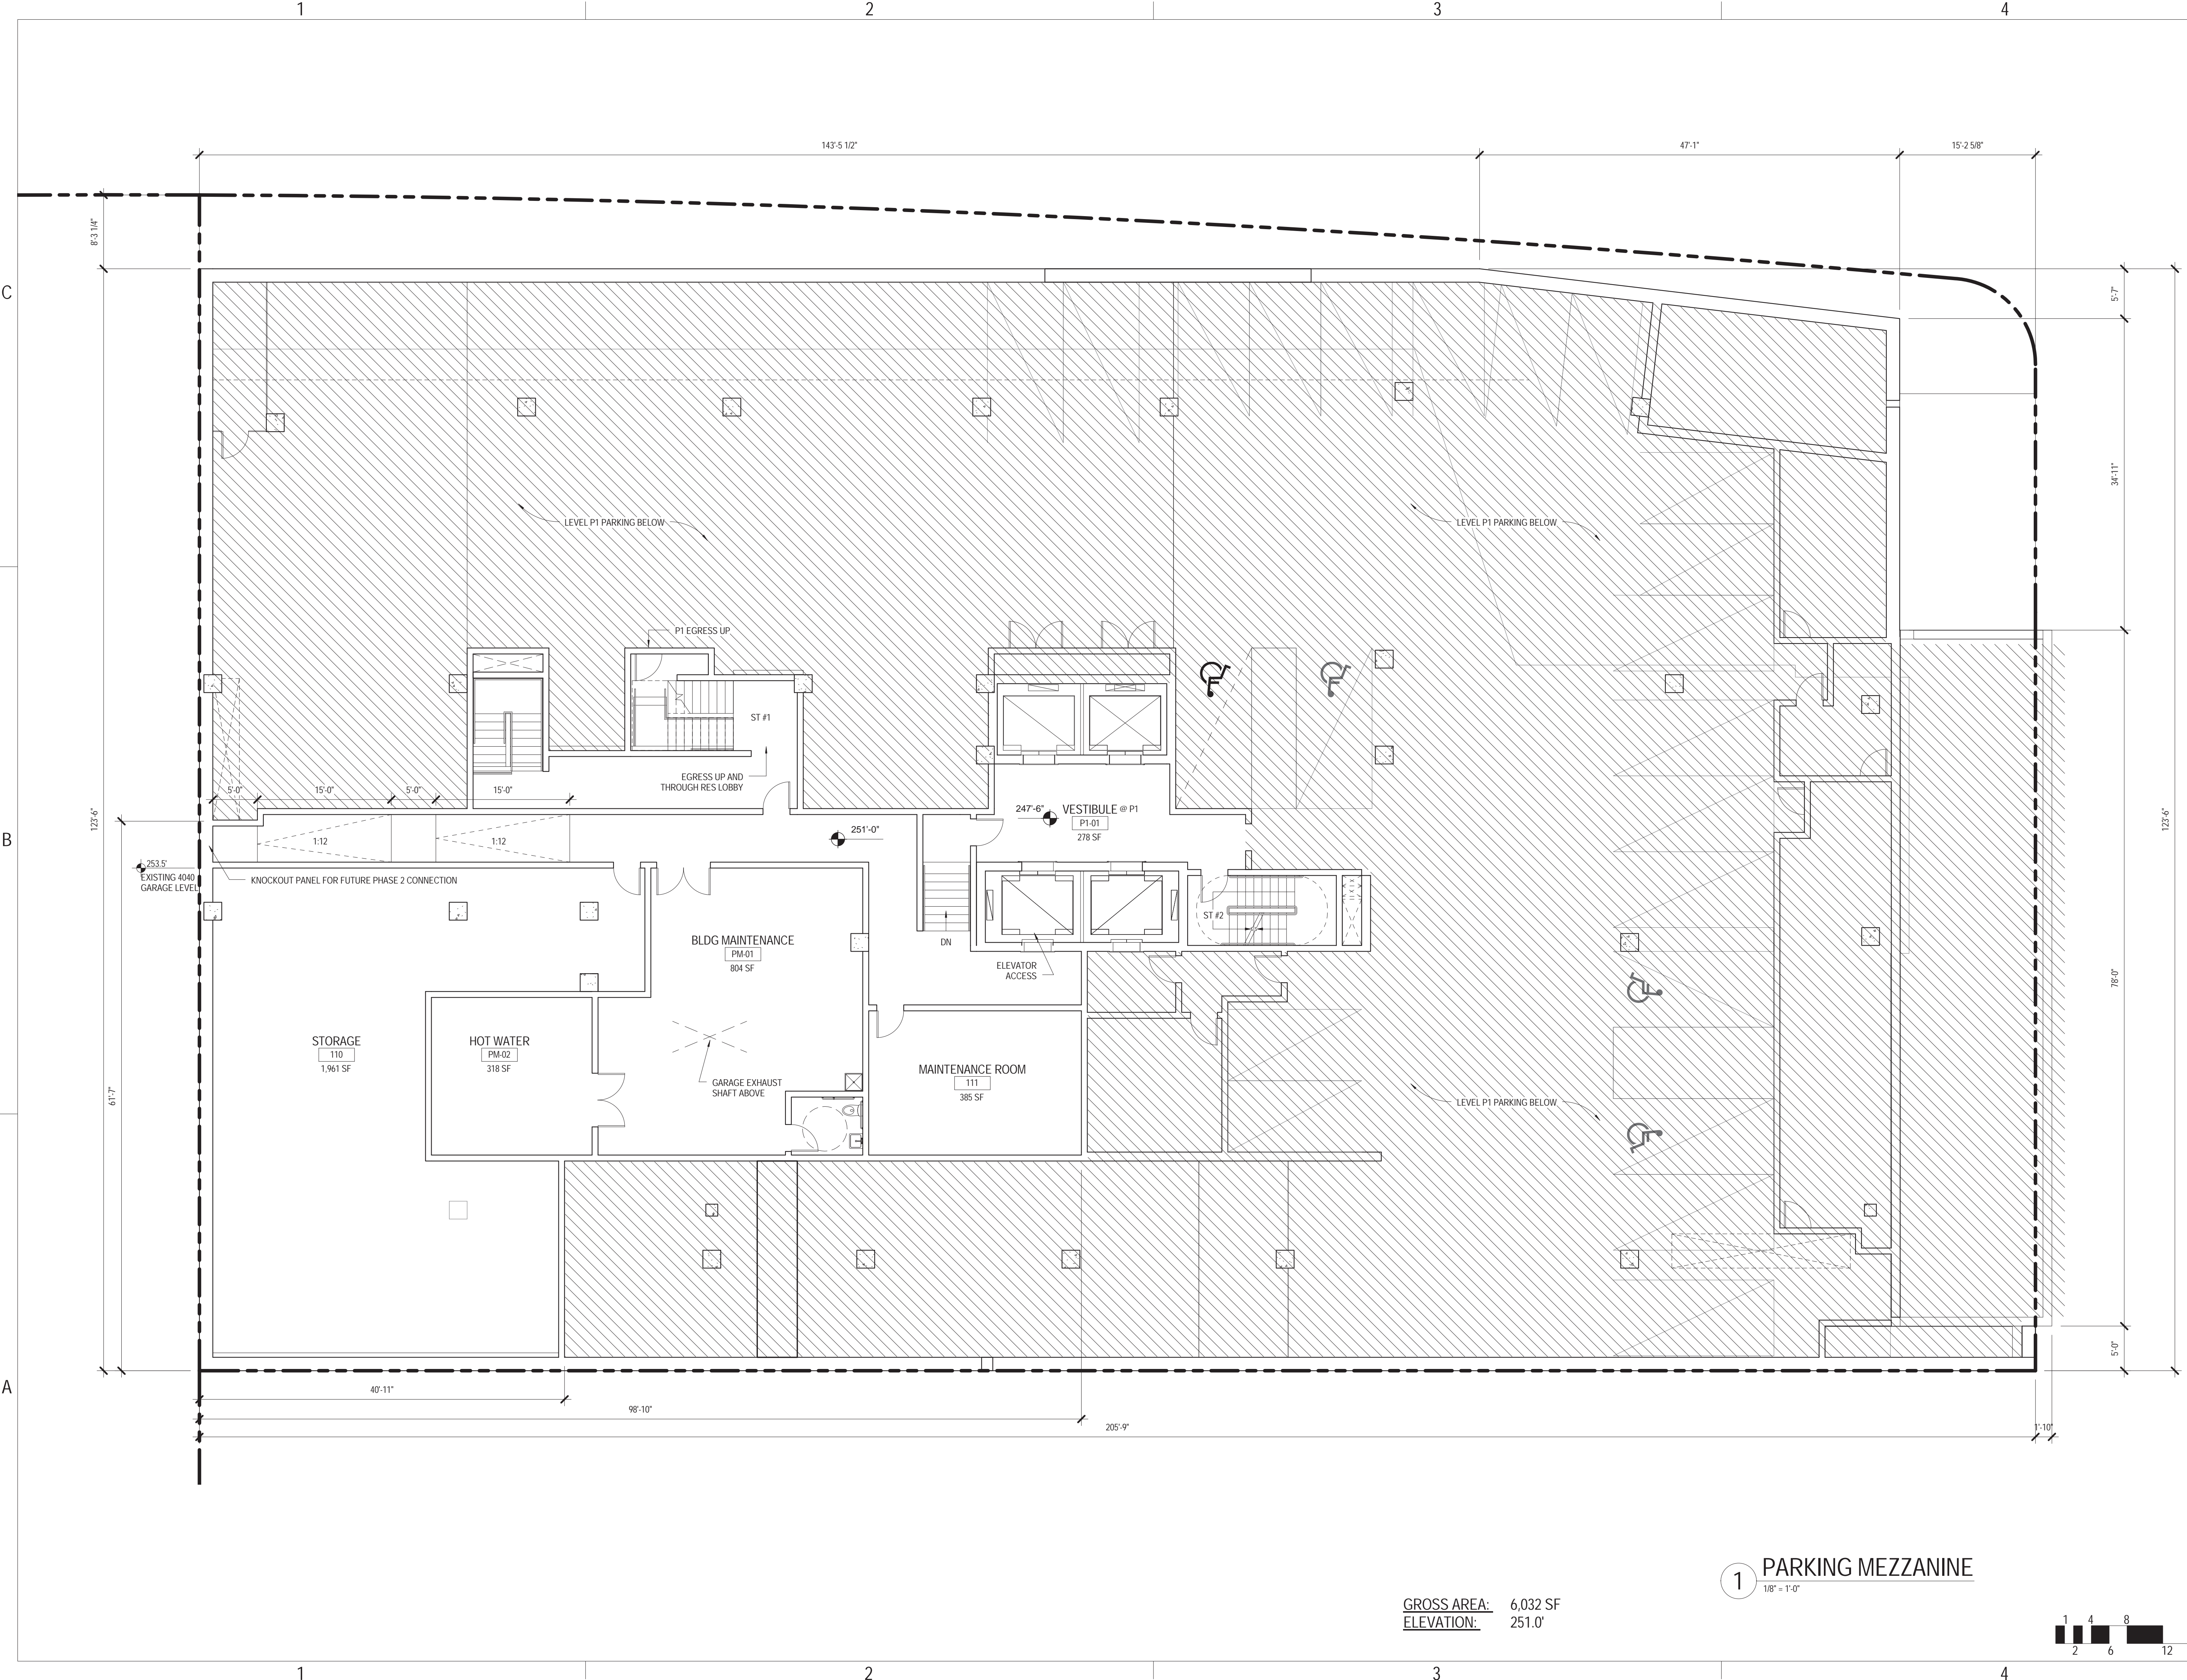 1
2
3
4
143'-5 1/2"
47'-1"
15'-2 5/8"
8'-3 1/4"
C
5'-7"
34'-11"
LEVEL P1 PARKING BELOW
LEVEL P1 PARKING BELOW
P1 EGRESS UP
ST #1
EGRESS UP AND
THROUGH RES LOBBY
5'-0"
15'-0"
5'-0"
15'-0"
123'-6"
123'-6"
B
247'-6"
VESTIBULE @ P1
P1-01
278 SF
251'-0"
1:12
1:12
253.5'
EXISTING 4040
GARAGE LEVEL
KNOCKOUT PANEL FOR FUTURE PHASE 2 CONNECTION
ST #2
DN
BLDG MAINTENANCE
PM-01
804 SF
ELEVATOR
ACCESS
78'-0"
STORAGE
110
1,961 SF
HOT WATER
PM-02
318 SF
MAINTENANCE ROOM
111
385 SF
GARAGE EXHAUST
SHAFT ABOVE
LEVEL P1 PARKING BELOW
61'-7"
5'-0"
A
40'-11"
98'-10"
205'-9"
1'-10"
1
PARKING MEZZANINE
1/8" = 1'-0"
GROSS AREA: 6,032 SF
ELEVATION: 251.0'
1 4 8
2 6 12
1
2
3
4